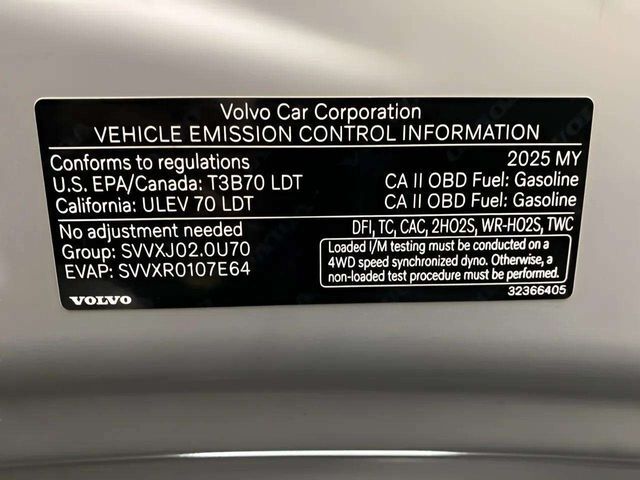 Volvo Car Corporation
VEHICLE EMISSION CONTROL INFORMATION
Conforms to regulations 2025 MY
U.S. EPA/Canada: T3B70 LDT CA II OBD Fuel: Gasoline
California: ULEV 70 LDT CA II OBD Fuel: Gasoline
No adjustment needed DFI, TC, CAC, 2HO2S, WR-HO2S, TWC
Group: SVVXJ02.0U70
EVAP: SVVXR0107E64
Loaded I/M testing must be conducted on a
4WD speed synchronized dyno. Otherwise, a
non-loaded test procedure must be performed.
VOLVO 32366405